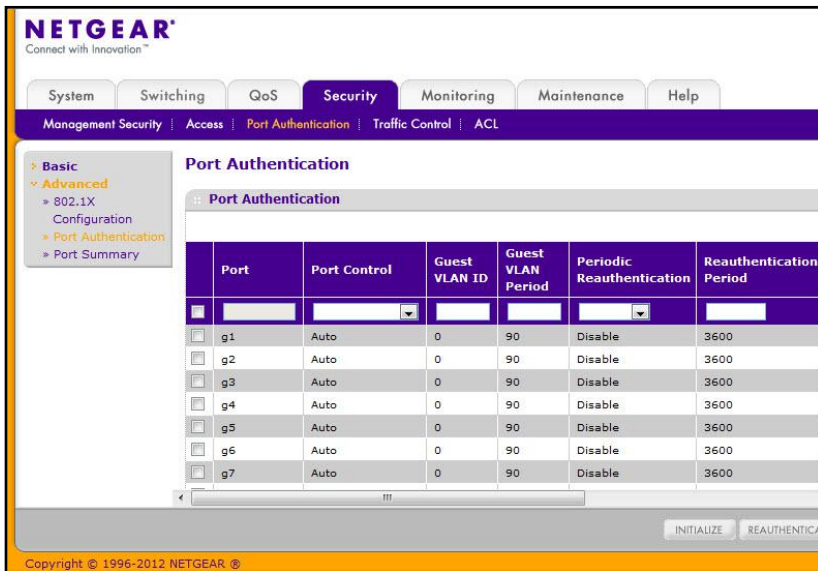 NETGEAR®
Connect with Innovation™
System Switching QoS Security Monitoring Maintenance Help
Management Security | Access | Port Authentication | Traffic Control | ACL
Basic
Advanced
» 802.1X
Configuration
» Port Authentication
» Port Summary
Port Authentication
Port Authentication
Port Port Control Guest VLAN ID Guest VLAN Period Periodic Reauthentication Reauthentication Period
g1 Auto 0 90 Disable 3600
g2 Auto 0 90 Disable 3600
g3 Auto 0 90 Disable 3600
g4 Auto 0 90 Disable 3600
g5 Auto 0 90 Disable 3600
g6 Auto 0 90 Disable 3600
g7 Auto 0 90 Disable 3600
INITIALIZE REAUTHENTICA
Copyright © 1996-2012 NETGEAR ®